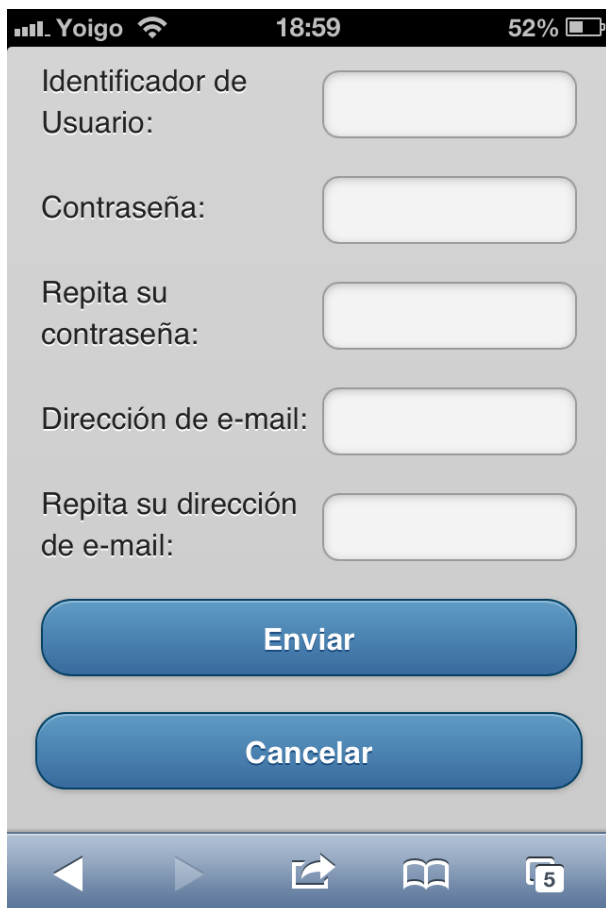 Yoigo 18:59 52%
Identificador de
Usuario:
Contraseña:
Repita su
contraseña:
Dirección de e-mail:
Repita su dirección
de e-mail:
Enviar
Cancelar
5